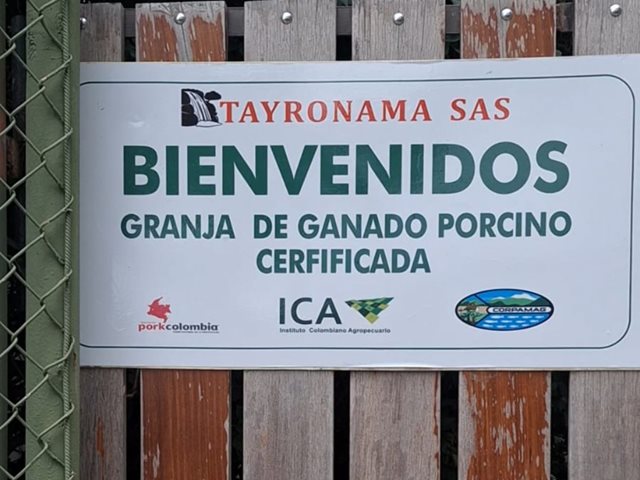 TAYRONAMA SAS
BIENVENIDOS
GRANJA DE GANADO PORCINO
CERFIFICADA
porkcolombia
ICA
Instituto Colombiano Agropecuario
CORPAMAG